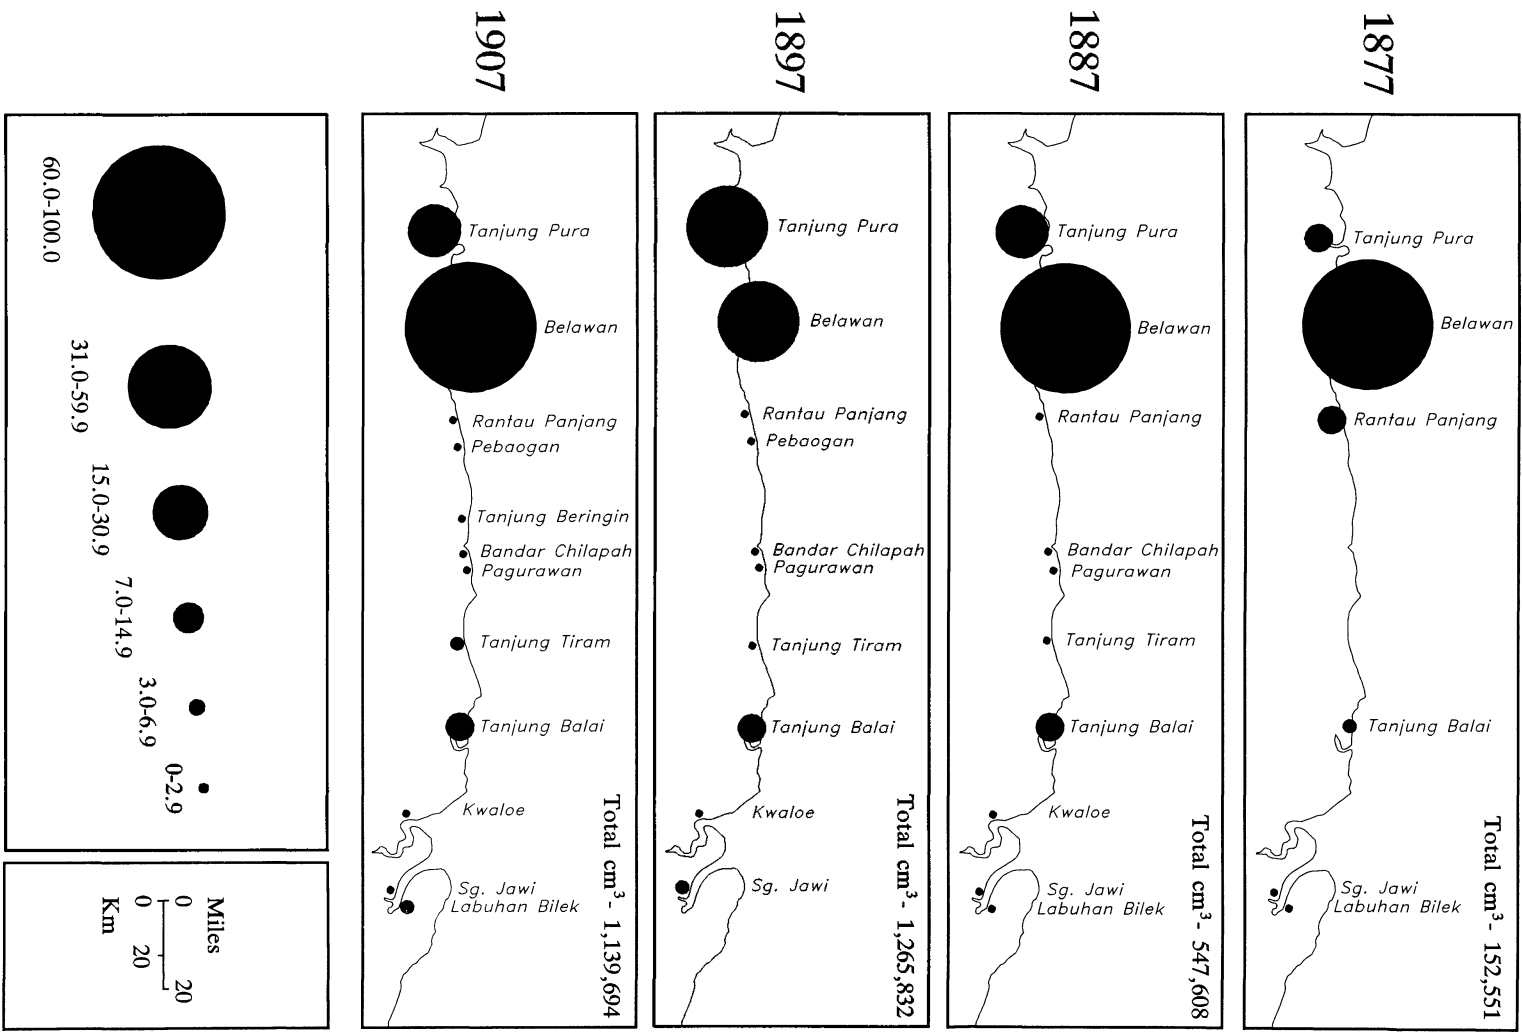 1877
Tanjung Pura
Belawan
Rantau Panjang
Tanjung Balai
Sg. Jawi
Labuhan Bilek
Total cm³ - 152,551
1887
Tanjung Pura
Belawan
Rantau Panjang
Bandar Chilapah
Pagurawan
Tanjung Tiram
Tanjung Balai
Kwaloe
Sg. Jawi
Labuhan Bilek
Total cm³ - 547,608
1897
Tanjung Pura
Belawan
Rantau Panjang
Pebaogan
Bandar Chilapah
Pagurawan
Tanjung Tiram
Tanjung Balai
Kwaloe
Sg. Jawi
Total cm³ - 1,265,832
1907
Tanjung Pura
Belawan
Rantau Panjang
Pebaogan
Tanjung Beringin
Bandar Chilapah
Pagurawan
Tanjung Tiram
Tanjung Balai
Kwaloe
Sg. Jawi
Labuhan Bilek
Total cm³ - 1,139,694
60.0-100.0
31.0-59.9
15.0-30.9
7.0-14.9
3.0-6.9
0-2.9
Miles
0 20
0 20
Km